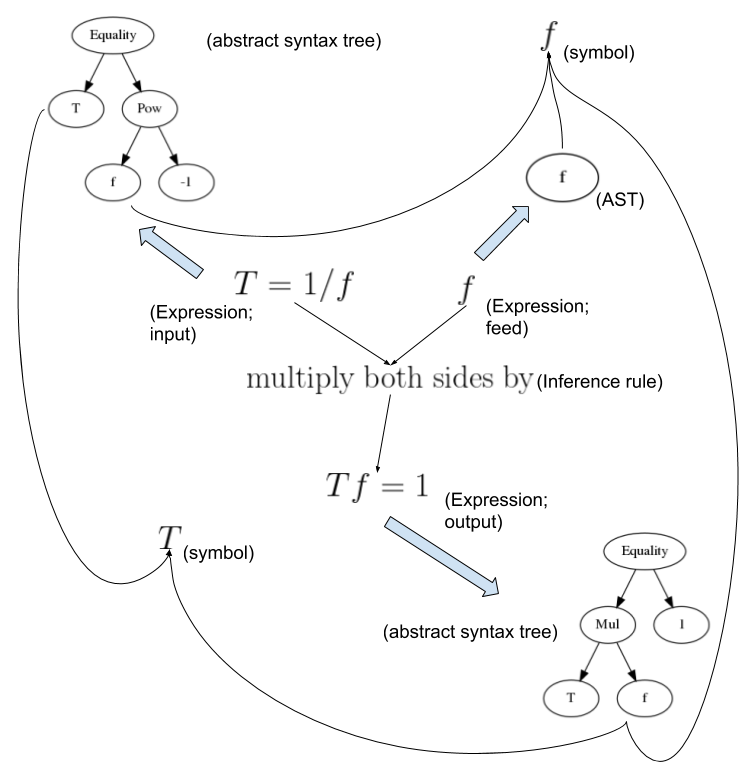 Equality
(abstract syntax tree)
f
(symbol)
T
Pow
f
-1
f
(AST)
T = 1/f
(Expression;
input)
f
(Expression;
feed)
multiply both sides by (Inference rule)
Tf = 1
(Expression;
output)
T
(symbol)
Equality
(abstract syntax tree)
Mul
1
T
f